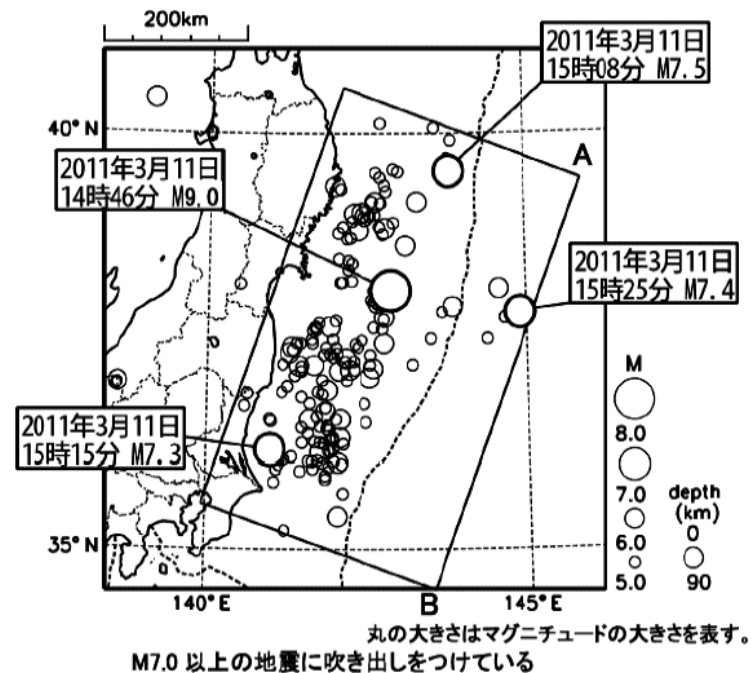 200km
2011年3月11日
15時08分 M7.5
40°N
A
2011年3月11日
14時46分 M9.0
2011年3月11日
15時25分 M7.4
M
8.0
2011年3月11日
15時15分 M7.3
7.0
depth
(km)
6.0
0
5.0
90
35°N
140°E
B
145°E
丸の大きさはマグニチュードの大きさを表す。
M7.0 以上の地震に吹き出しをつけている